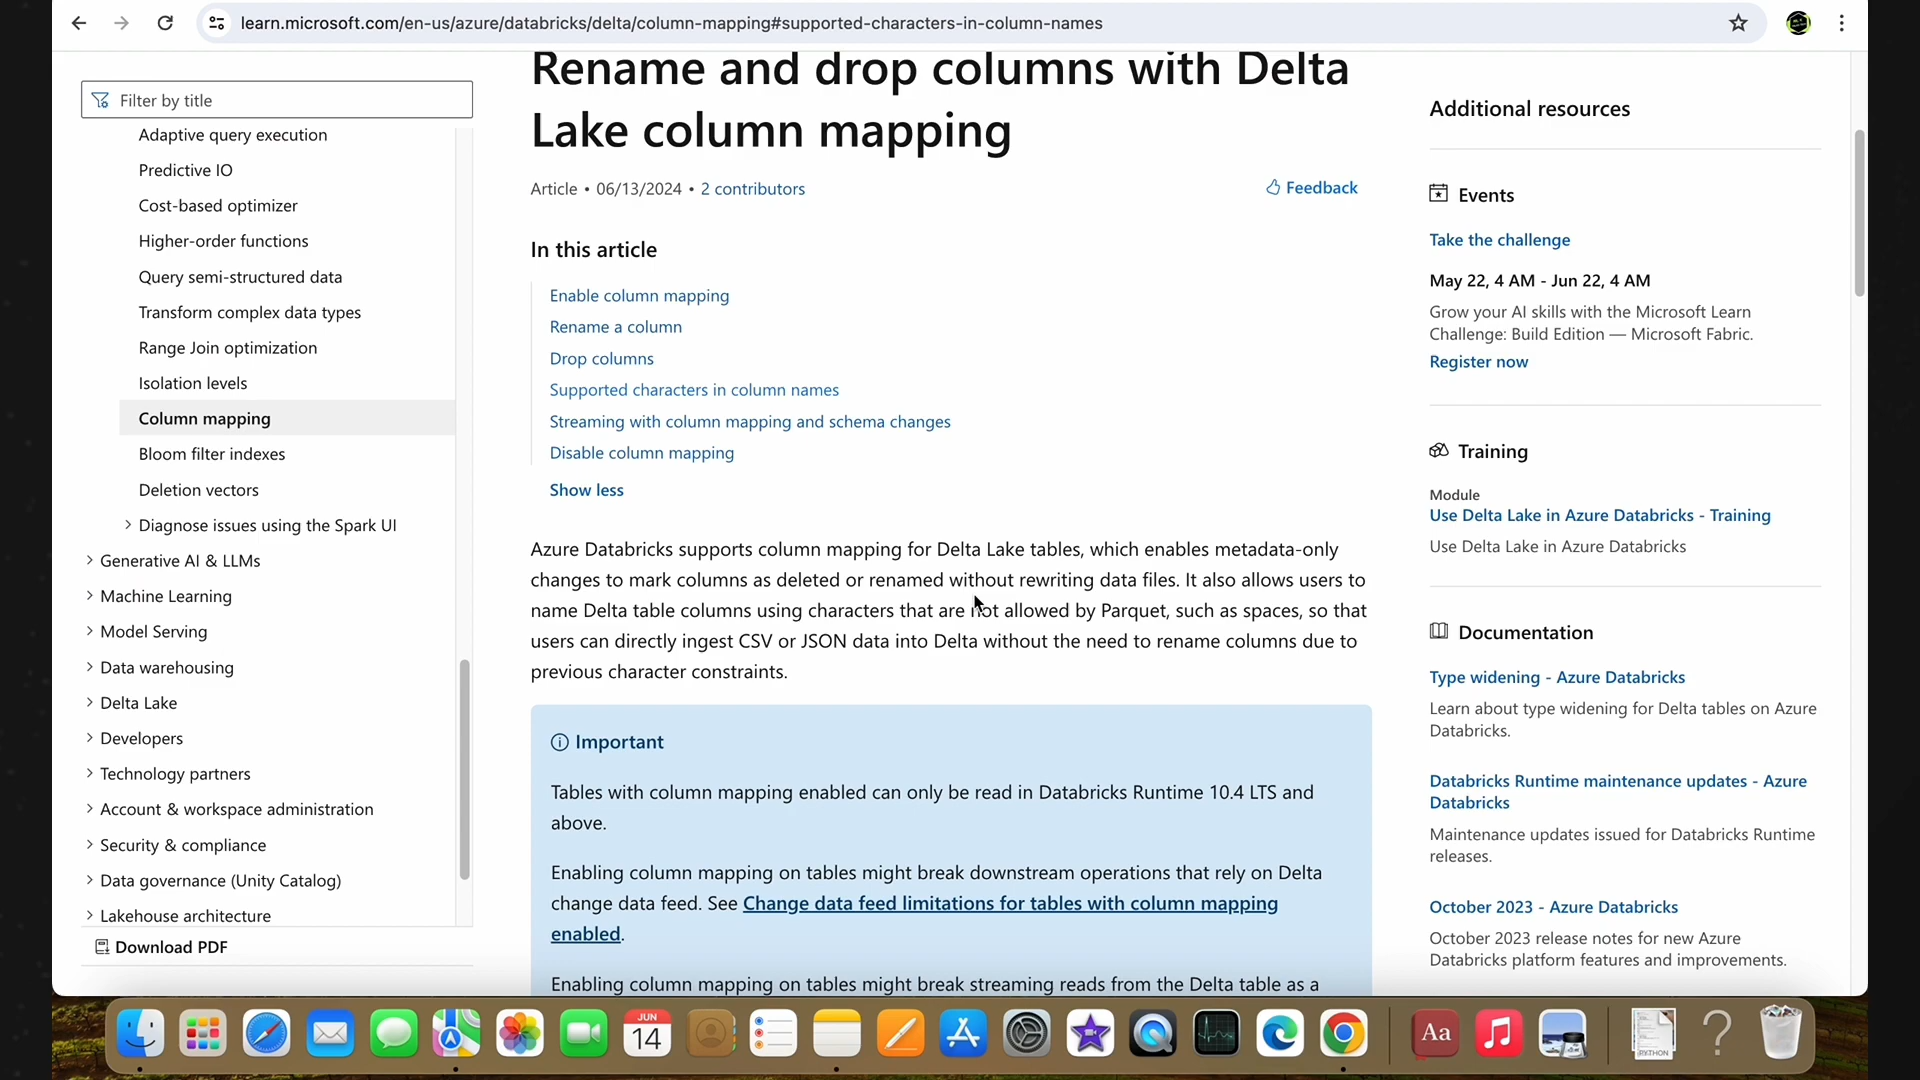 learn.microsoft.com/en-us/azure/databricks/delta/column-mapping#supported-characters-in-column-names
Filter by title
Adaptive query execution
Predictive IO
Cost-based optimizer
Higher-order functions
Query semi-structured data
Transform complex data types
Range Join optimization
Isolation levels
Column mapping
Bloom filter indexes
Deletion vectors
Diagnose issues using the Spark UI
Generative AI & LLMs
Machine Learning
Model Serving
Data warehousing
Delta Lake
Developers
Technology partners
Account & workspace administration
Security & compliance
Data governance (Unity Catalog)
Lakehouse architecture
Download PDF
Rename and drop columns with Delta
Lake column mapping
Article • 06/13/2024 • 2 contributors
Feedback
In this article
Enable column mapping
Rename a column
Drop columns
Supported characters in column names
Streaming with column mapping and schema changes
Disable column mapping
Show less
Azure Databricks supports column mapping for Delta Lake tables, which enables metadata-only
changes to mark columns as deleted or renamed without rewriting data files. It also allows users to
name Delta table columns using characters that are not allowed by Parquet, such as spaces, so that
users can directly ingest CSV or JSON data into Delta without the need to rename columns due to
previous character constraints.
Important
Tables with column mapping enabled can only be read in Databricks Runtime 10.4 LTS and
above.
Enabling column mapping on tables might break downstream operations that rely on Delta
change data feed. See Change data feed limitations for tables with column mapping
enabled.
Enabling column mapping on tables might break streaming reads from the Delta table as a
Additional resources
Events
Take the challenge
May 22, 4 AM - Jun 22, 4 AM
Grow your AI skills with the Microsoft Learn
Challenge: Build Edition — Microsoft Fabric.
Register now
Training
Module
Use Delta Lake in Azure Databricks - Training
Use Delta Lake in Azure Databricks
Documentation
Type widening - Azure Databricks
Learn about type widening for Delta tables on Azure
Databricks.
Databricks Runtime maintenance updates - Azure
Databricks
Maintenance updates issued for Databricks Runtime
releases.
October 2023 - Azure Databricks
October 2023 release notes for new Azure
Databricks platform features and improvements.
JUN
14
Aa
PYTHON
?